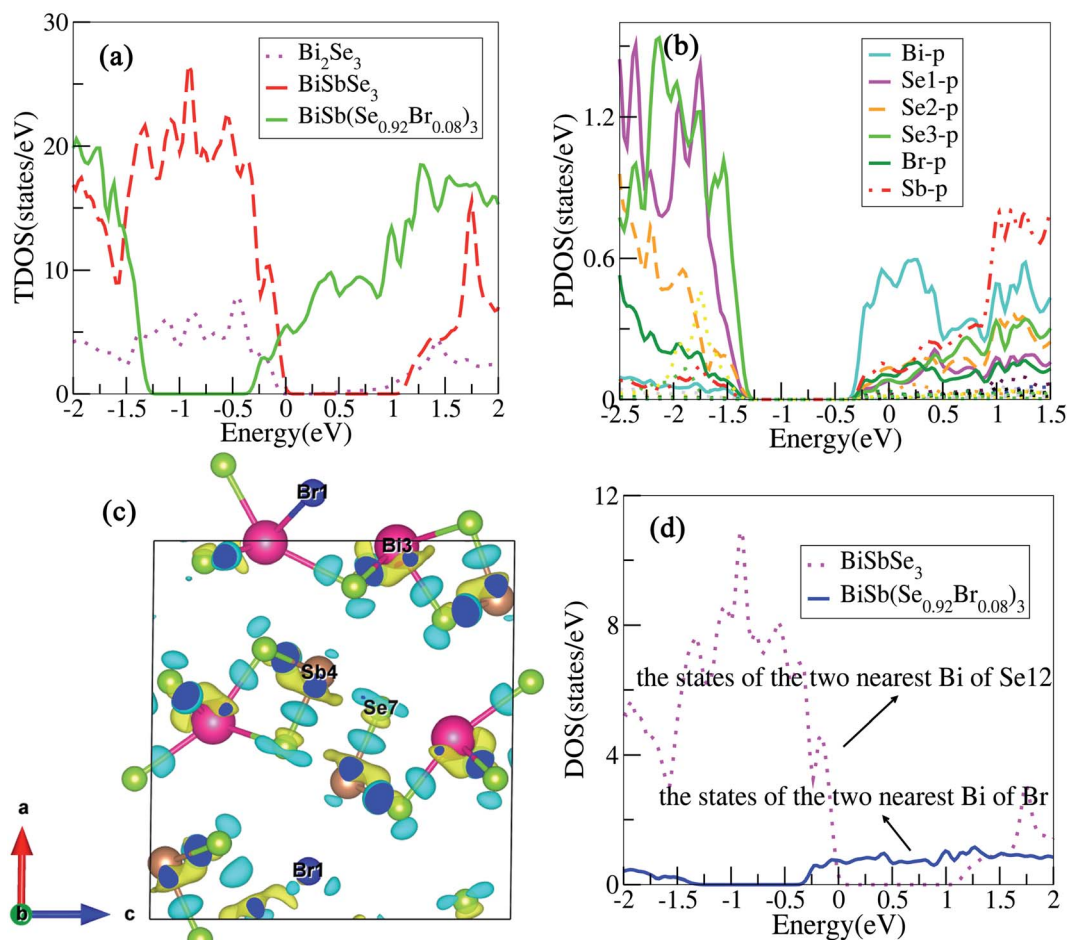 (a)
Bi₂Se₃
BiSbSe₃
BiSb(Se₀.₉₂Br₀.₀₈)₃
TDOS(states/eV)
30
20
10
0
-2 -1.5 -1 -0.5 0 0.5 1 1.5 2
Energy(eV)
(b)
Bi-p
Se1-p
Se2-p
Se3-p
Br-p
Sb-p
PDOS(states/eV)
1.2
0.6
0
-2.5 -2 -1.5 -1 -0.5 0 0.5 1 1.5
Energy(eV)
(c)
Br1
Bi3
Sb4
Se7
Br1
a
b
c
(d)
BiSbSe₃
BiSb(Se₀.₉₂Br₀.₀₈)₃
the states of the two nearest Bi of Se12
the states of the two nearest Bi of Br
DOS(states/eV)
12
8
4
0
-2 -1.5 -1 -0.5 0 0.5 1 1.5 2
Energy(eV)